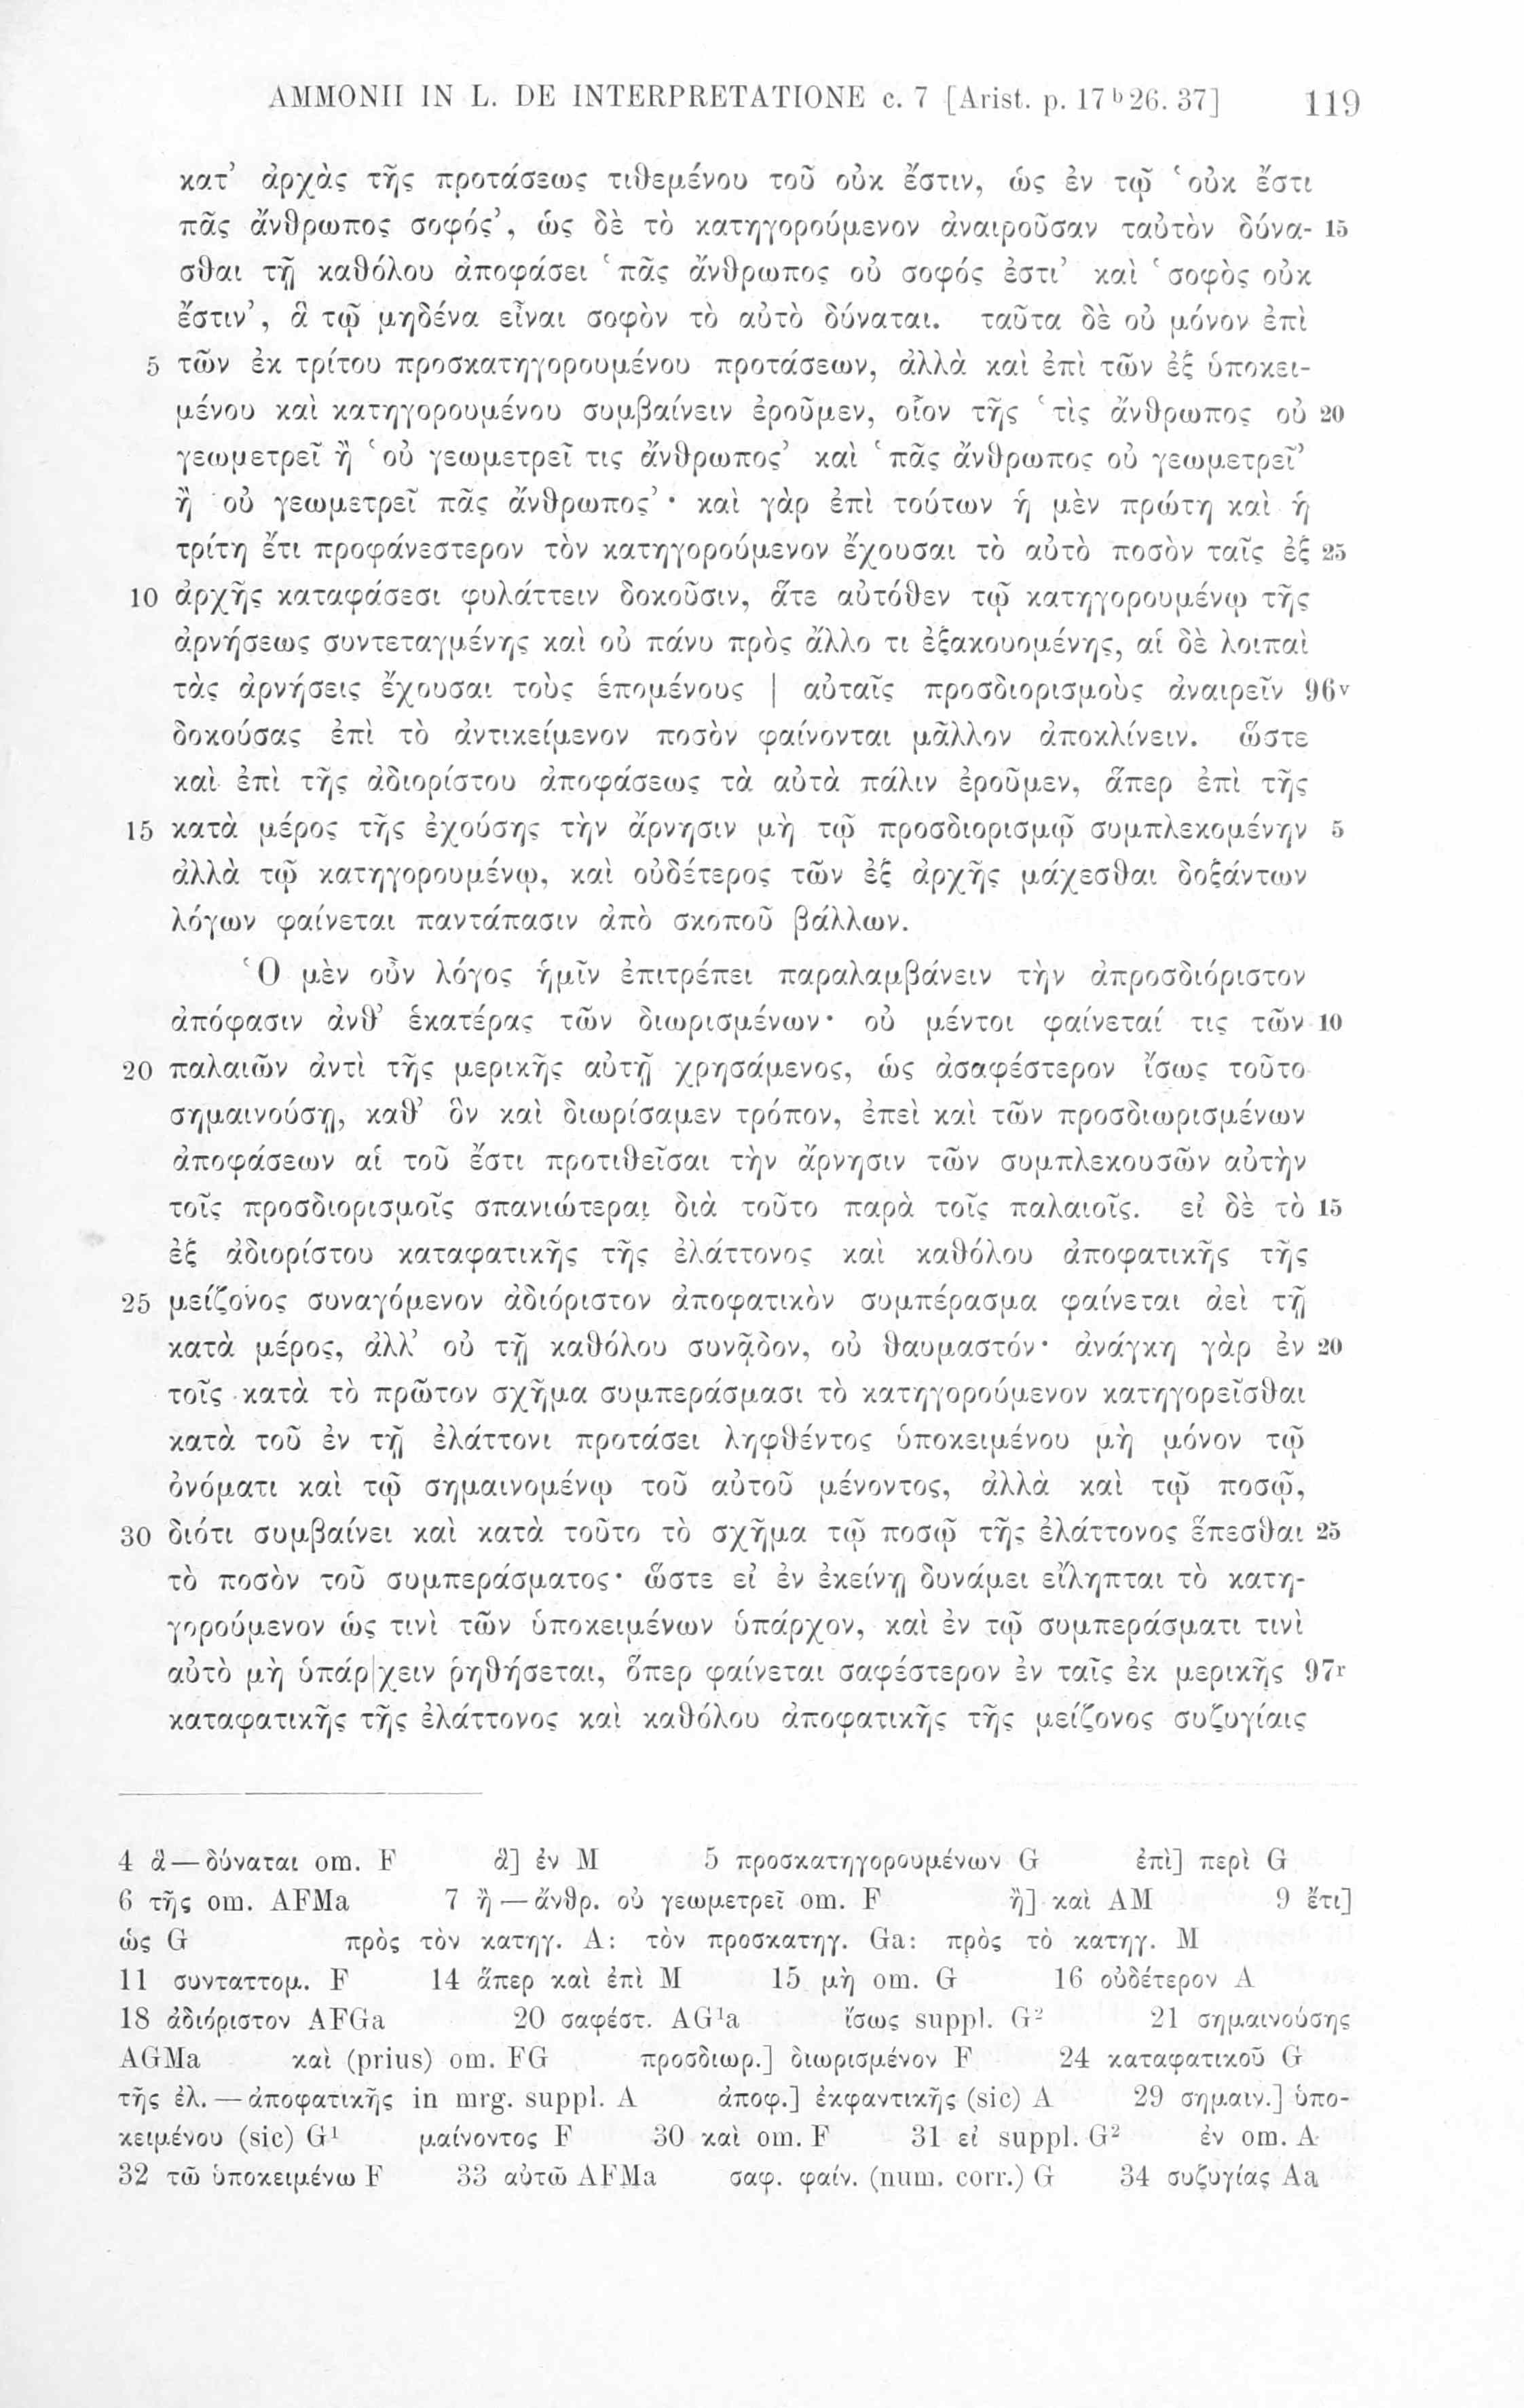 AMMONII IN L. DE INTERPRETATIONE c. 7 [Arist. p. 17ᵇ26. 37] 119
κατ’ ἀρχὰς τῆς προτάσεως τιθεμένου τοῦ οὐκ ἔστιν, ὡς ἐν τῷ ‘οὐκ ἔστι
πᾶς ἄνθρωπος σοφός’, ὡς δὲ τὸ κατηγορούμενον ἀναιροῦσαν ταὐτὸν δύνα- 15
σθαι τῇ καθόλου ἀποφάσει ‘πᾶς ἄνθρωπος οὐ σοφός ἐστι’ καὶ ‘σοφὸς οὐκ
ἔστιν’, ἃ τῷ μηδένα εἶναι σοφὸν τὸ αὐτὸ δύναται. ταῦτα δὲ οὐ μόνον ἐπὶ
5 τῶν ἐκ τρίτου προσκατηγορουμένου προτάσεων, ἀλλὰ καὶ ἐπὶ τῶν ἐξ ὑποκει-
μένου καὶ κατηγορουμένου συμβαίνειν ἐροῦμεν, οἷον τῆς ‘τὶς ἄνθρωπος οὐ 20
γεωμετρεῖ ἢ ‘οὐ γεωμετρεῖ τις ἄνθρωπος’ καὶ ‘πᾶς ἄνθρωπος οὐ γεωμετρεῖ’
ἢ ‘οὐ γεωμετρεῖ πᾶς ἄνθρωπος’· καὶ γὰρ ἐπὶ τούτων ἡ μὲν πρώτη καὶ ἡ
τρίτη ἔτι προφάνεστερον τὸν κατηγορούμενον ἔχουσαι τὸ αὐτὸ ποσὸν ταῖς ἐξ 25
10 ἀρχῆς καταφάσεσι φυλάττειν δοκοῦσιν, ἅτε αὐτόθεν τῷ κατηγορουμένῳ τῆς
ἀρνήσεως συντεταγμένης καὶ οὐ πάνυ πρὸς ἄλλο τι ἐξακουομένης, αἱ δὲ λοιπαὶ
τὰς ἀρνήσεις ἔχουσαι τοὺς ἑπομένους | αὐταῖς προσδιορισμοὺς ἀναιρεῖν 96ᵛ
δοκούσας ἐπὶ τὸ ἀντικείμενον ποσὸν φαίνονται μᾶλλον ἀποκλίνειν. ὥστε
καὶ ἐπὶ τῆς ἀδιορίστου ἀποφάσεως τὰ αὐτὰ πάλιν ἐροῦμεν, ἅπερ ἐπὶ τῆς
15 κατὰ μέρος τῆς ἐχούσης τὴν ἄρνησιν μὴ τῷ προσδιορισμῷ συμπλεκομένην 5
ἀλλὰ τῷ κατηγορουμένῳ, καὶ οὐδέτερος τῶν ἐξ ἀρχῆς μάχεσθαι δοξάντων
λόγων φαίνεται παντάπασιν ἀπὸ σκοποῦ βάλλων.
Ὁ μὲν οὖν λόγος ἡμῖν ἐπιτρέπει παραλαμβάνειν τὴν ἀπροσδιόριστον
ἀπόφασιν ἀνθ’ ἑκατέρας τῶν διωρισμένων· οὐ μέντοι φαίνεταί τις τῶν 10
20 παλαιῶν ἀντὶ τῆς μερικῆς αὐτῇ χρησάμενος, ὡς ἀσαφέστερον ἴσως τοῦτο
σημαινούσῃ, καθ’ ὃν καὶ διωρίσαμεν τρόπον, ἐπεὶ καὶ τῶν προσδιωρισμένων
ἀποφάσεων αἱ τοῦ ἔστι προτιθεῖσαι τὴν ἄρνησιν τῶν συμπλεκουσῶν αὐτὴν
τοῖς προσδιορισμοῖς σπανιώτεραι διὰ τοῦτο παρὰ τοῖς παλαιοῖς. εἰ δὲ τὸ 15
ἐξ ἀδιορίστου καταφατικῆς τῆς ἐλάττονος καὶ καθόλου ἀποφατικῆς τῆς
25 μείζονος συναγόμενον ἀδιόριστον ἀποφατικὸν συμπέρασμα φαίνεται ἀεὶ τῇ
κατὰ μέρος, ἀλλ’ οὐ τῇ καθόλου συνᾷδον, οὐ θαυμαστόν· ἀνάγκη γὰρ ἐν 20
τοῖς κατὰ τὸ πρῶτον σχῆμα συμπεράσμασι τὸ κατηγορούμενον κατηγορεῖσθαι
κατὰ τοῦ ἐν τῇ ἐλάττονι προτάσει ληφθέντος ὑποκειμένου μὴ μόνον τῷ
ὀνόματι καὶ τῷ σημαινομένῳ τοῦ αὐτοῦ μένοντος, ἀλλὰ καὶ τῷ ποσῷ,
30 διότι συμβαίνει καὶ κατὰ τοῦτο τὸ σχῆμα τῷ ποσῷ τῆς ἐλάττονος ἕπεσθαι 25
τὸ ποσὸν τοῦ συμπεράσματος· ὥστε εἰ ἐν ἐκείνῃ δυνάμει εἴληπται τὸ κατη-
γορούμενον ὡς τινὶ τῶν ὑποκειμένων ὑπάρχον, καὶ ἐν τῷ συμπεράσματι τινὶ
αὐτὸ μὴ ὑπάρ|χειν ῥηθήσεται, ὅπερ φαίνεται σαφέστερον ἐν ταῖς ἐκ μερικῆς 97ʳ
καταφατικῆς τῆς ἐλάττονος καὶ καθόλου ἀποφατικῆς τῆς μείζονος συζυγίαις
4 ἃ—δύναται om. F ἃ] ἐν M 5 προσκατηγορουμένων G ἐπὶ] περὶ G
6 τῆς om. AFMa 7 ἢ—ἄνθρ. οὐ γεωμετρεῖ om. F ἢ] καὶ AM 9 ἔτι]
ὡς G πρὸς τὸν κατηγ. A: τὸν προσκατηγ. Ga: πρὸς τὸ κατηγ. M
11 συνταττομ. F 14 ἅπερ καὶ ἐπὶ M 15 μὴ om. G 16 οὐδέτερον A
18 ἀδιόριστον AFGa 20 σαφέστ. AG¹a ἴσως suppl. G² 21 σημαινούσης
AGMa καὶ (prius) om. FG προσδιωρ.] διωρισμένον F 24 καταφατικοῦ G
τῆς ἐλ.—ἀποφατικῆς in mrg. suppl. A ἀποφ.] ἐκφαντικῆς (sic) A 29 σημαιν.] ὑπο-
κειμένου (sic) G¹ μαίνοντος F 30 καὶ om. F 31 εἰ suppl. G² ἐν om. A
32 τῶ ὑποκειμένω F 33 αὐτῶ AFMa σαφ. φαίν. (num. corr.) G 34 συζυγίας Aa